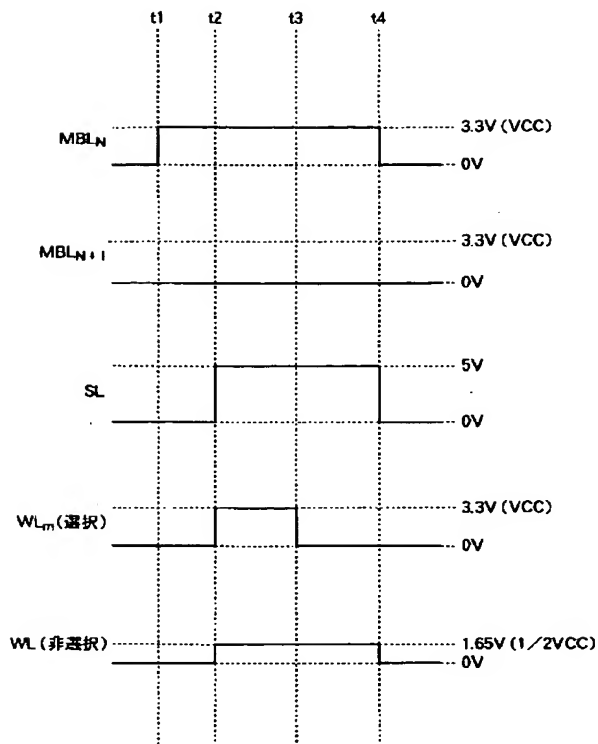 t1 t2 t3 t4
MBLN 3.3V (VCC)
0V
MBLN+1 3.3V (VCC)
0V
SL 5V
0V
WLm (選択) 3.3V (VCC)
0V
WL (非選択) 1.65V (1/2VCC)
0V